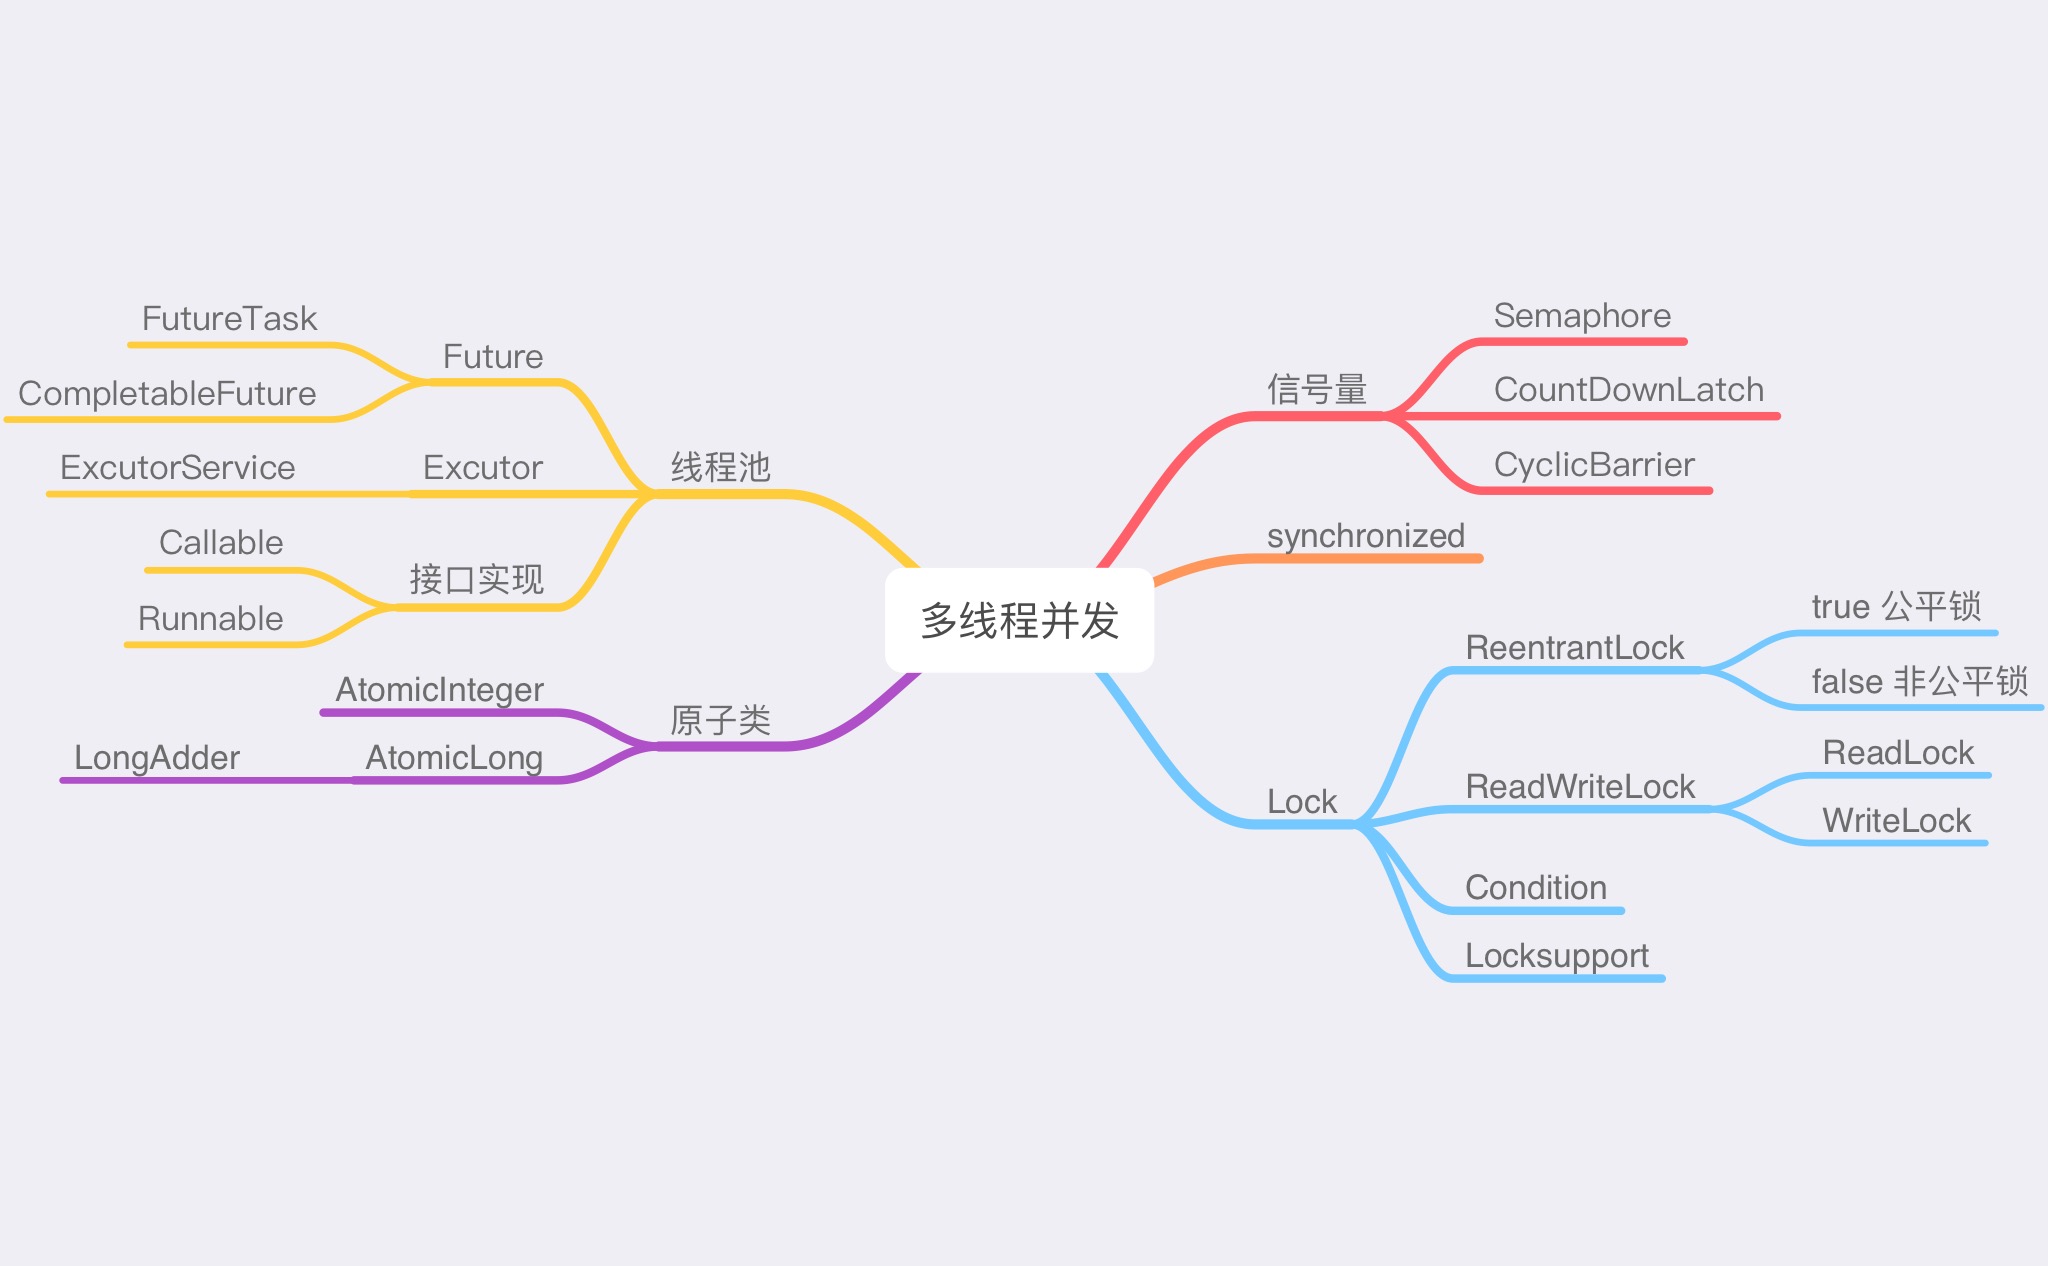 多线程并发
信号量
Semaphore
CountDownLatch
CyclicBarrier
synchronized
Lock
ReentrantLock
true 公平锁
false 非公平锁
ReadWriteLock
ReadLock
WriteLock
Condition
Locksupport
线程池
Future
FutureTask
CompletableFuture
Excutor
ExcutorService
接口实现
Callable
Runnable
原子类
AtomicInteger
AtomicLong
LongAdder